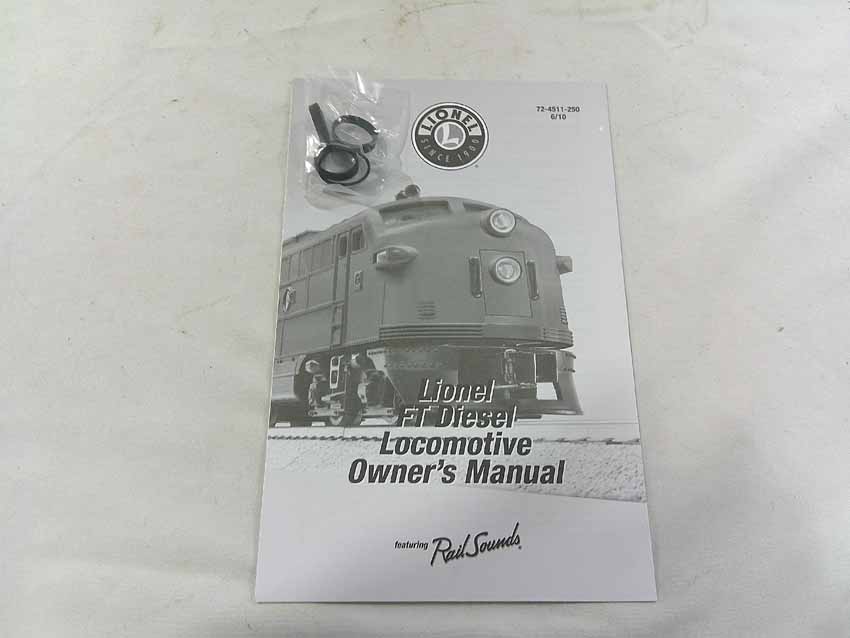 LIONEL
L
SINCE 1900
72-4511-250
6/10
Lionel
FT Diesel
Locomotive
Owner's Manual
featuring RailSounds®